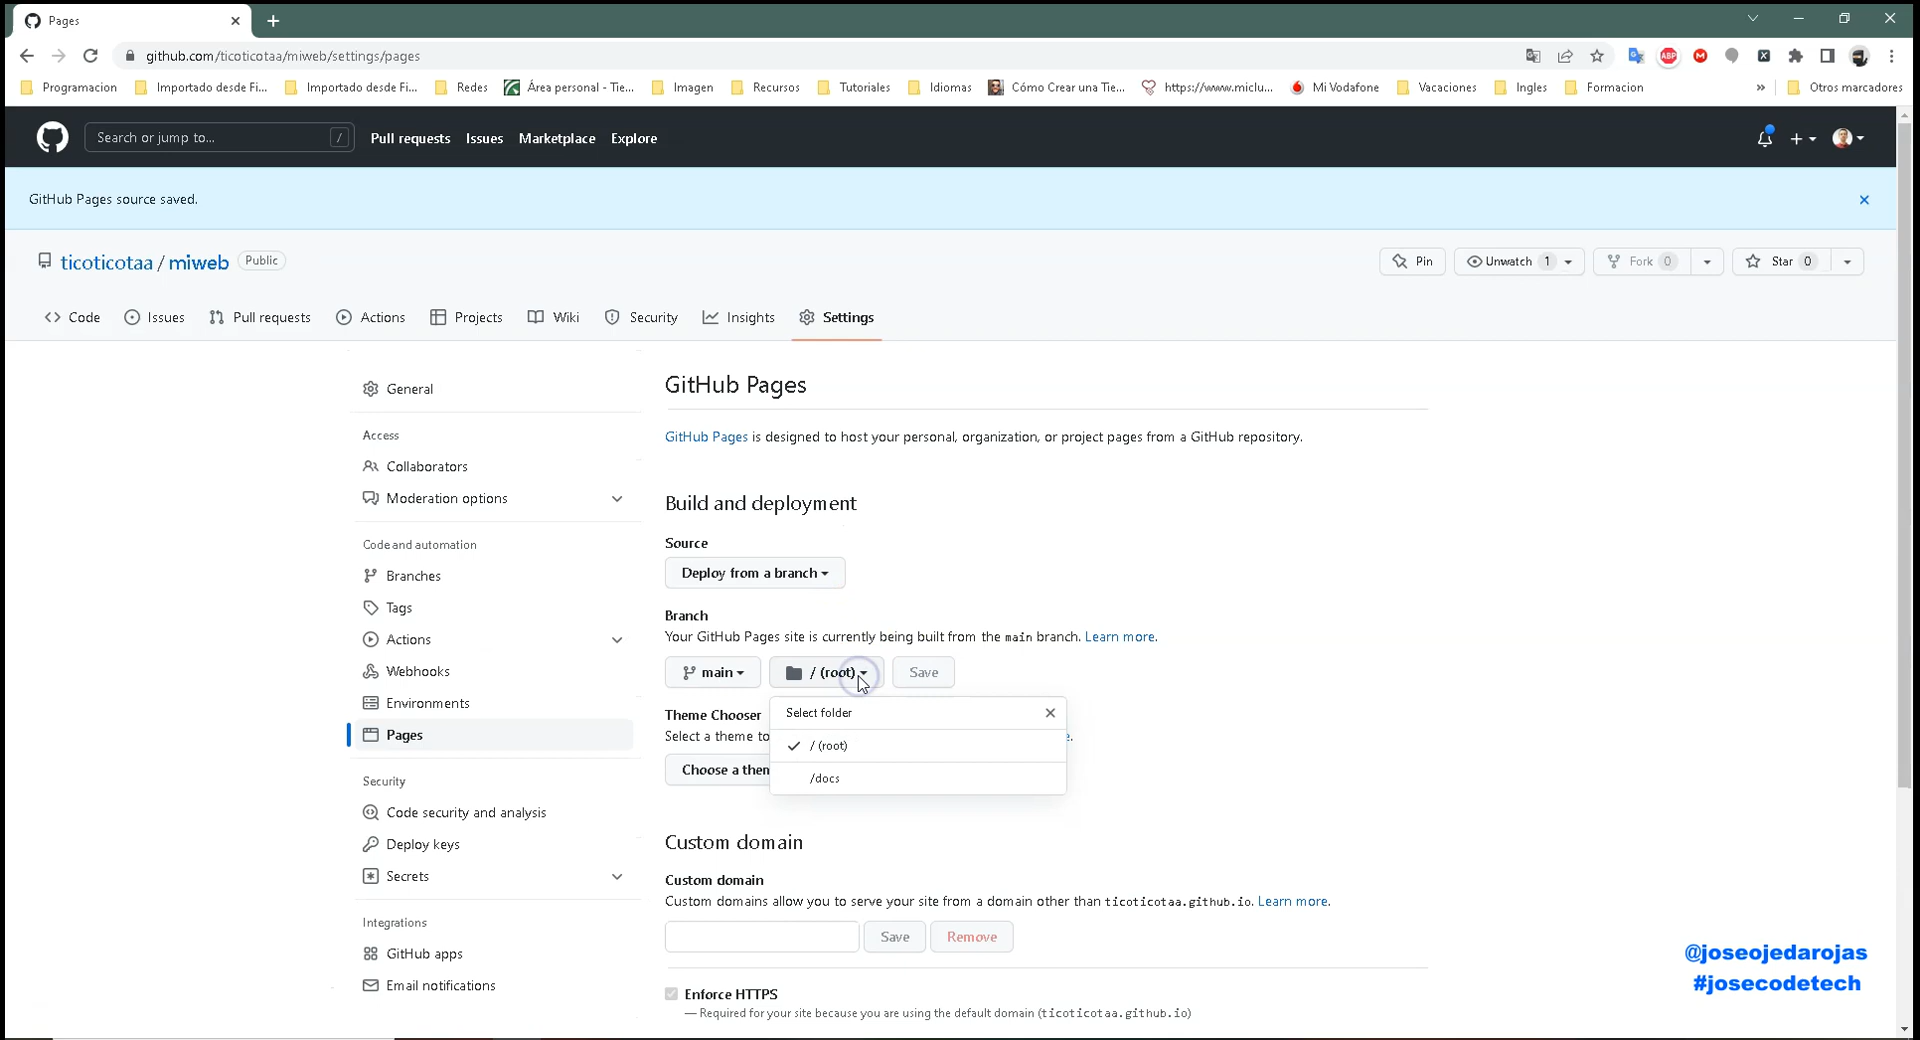 Pages
github.com/ticoticotaa/miweb/settings/pages
Programacion
Importado desde Fi...
Importado desde Fi...
Redes
Área personal - Tie...
Imagen
Recursos
Tutoriales
Idiomas
Cómo Crear una Tie...
https://www.miclu...
Mi Vodafone
Vacaciones
Ingles
Formacion
»
Otros marcadores
Search or jump to...
/
Pull requests
Issues
Marketplace
Explore
GitHub Pages source saved.
ticoticotaa / miweb
Public
Pin
Unwatch 1
Fork 0
Star 0
Code
Issues
Pull requests
Actions
Projects
Wiki
Security
Insights
Settings
General
Access
Collaborators
Moderation options
Code and automation
Branches
Tags
Actions
Webhooks
Environments
Pages
Security
Code security and analysis
Deploy keys
Secrets
Integrations
GitHub apps
Email notifications
GitHub Pages
GitHub Pages is designed to host your personal, organization, or project pages from a GitHub repository.
Build and deployment
Source
Deploy from a branch
Branch
Your GitHub Pages site is currently being built from the main branch. Learn more.
main
/ (root)
Save
Select folder
/ (root)
/docs
Theme Chooser
Select a theme to
e.
Choose a them
Custom domain
Custom domain
Custom domains allow you to serve your site from a domain other than ticoticotaa.github.io. Learn more.
Save
Remove
Enforce HTTPS
— Required for your site because you are using the default domain (ticoticotaa.github.io)
@joseojedarojas
#josecodetech
ABP
M